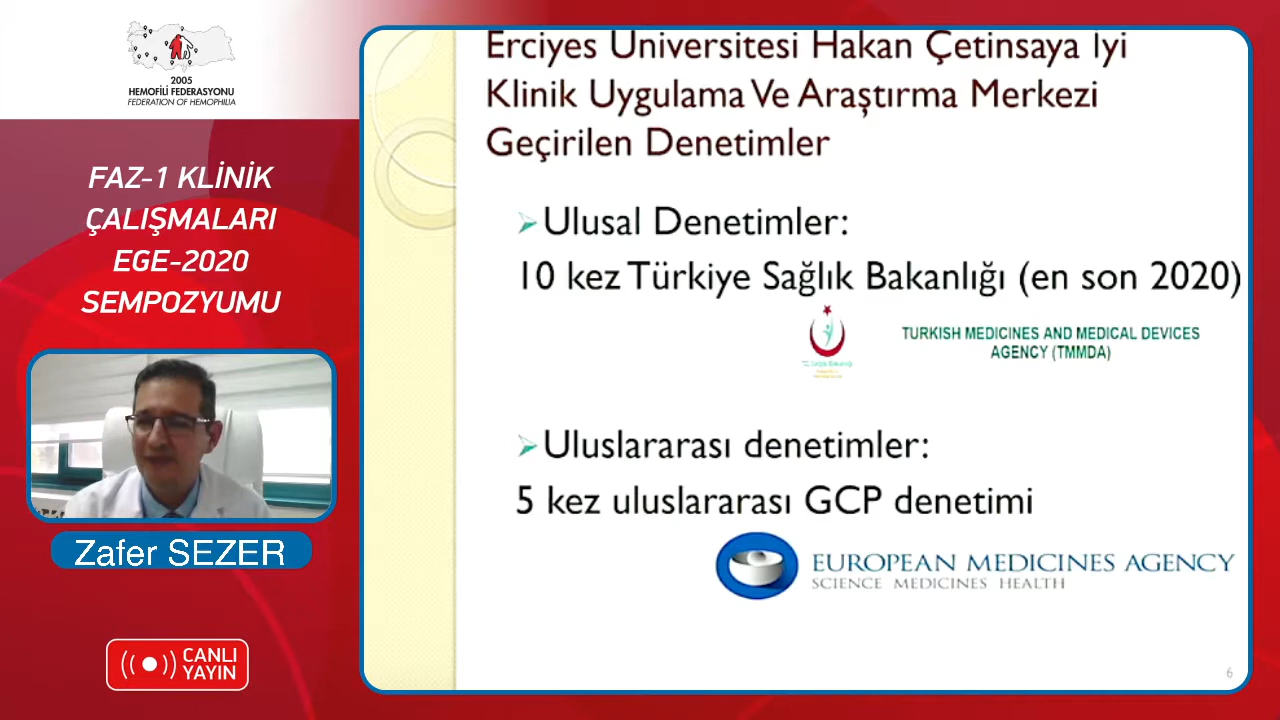 2005
HEMOFİLİ FEDERASYONU
FEDERATION OF HEMOPHILIA
FAZ-1 KLİNİK
ÇALIŞMALARI
EGE-2020
SEMPOZYUMU
Zafer SEZER
CANLI
YAYIN
Erciyes Üniversitesi Hakan Çetinsaya İyi
Klinik Uygulama Ve Araştırma Merkezi
Geçirilen Denetimler
Ulusal Denetimler:
10 kez Türkiye Sağlık Bakanlığı (en son 2020)
TURKISH MEDICINES AND MEDICAL DEVICES
AGENCY (TMMDA)
Uluslararası denetimler:
5 kez uluslararası GCP denetimi
EUROPEAN MEDICINES AGENCY
SCIENCE MEDICINES HEALTH
6